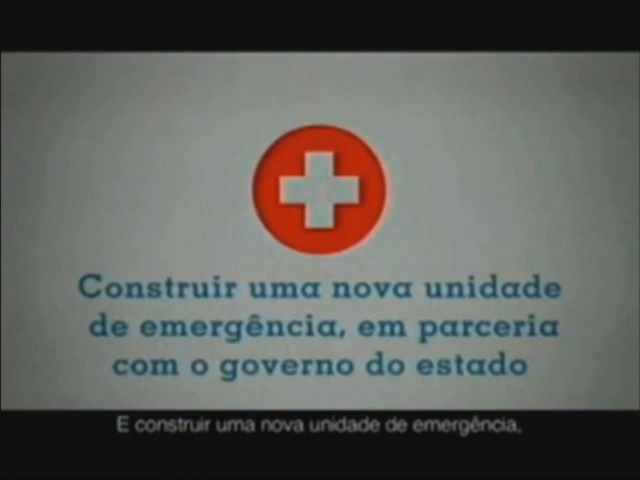 Construir uma nova unidade
de emergência, em parceria
com o governo do estado
E construir uma nova unidade de emergência,